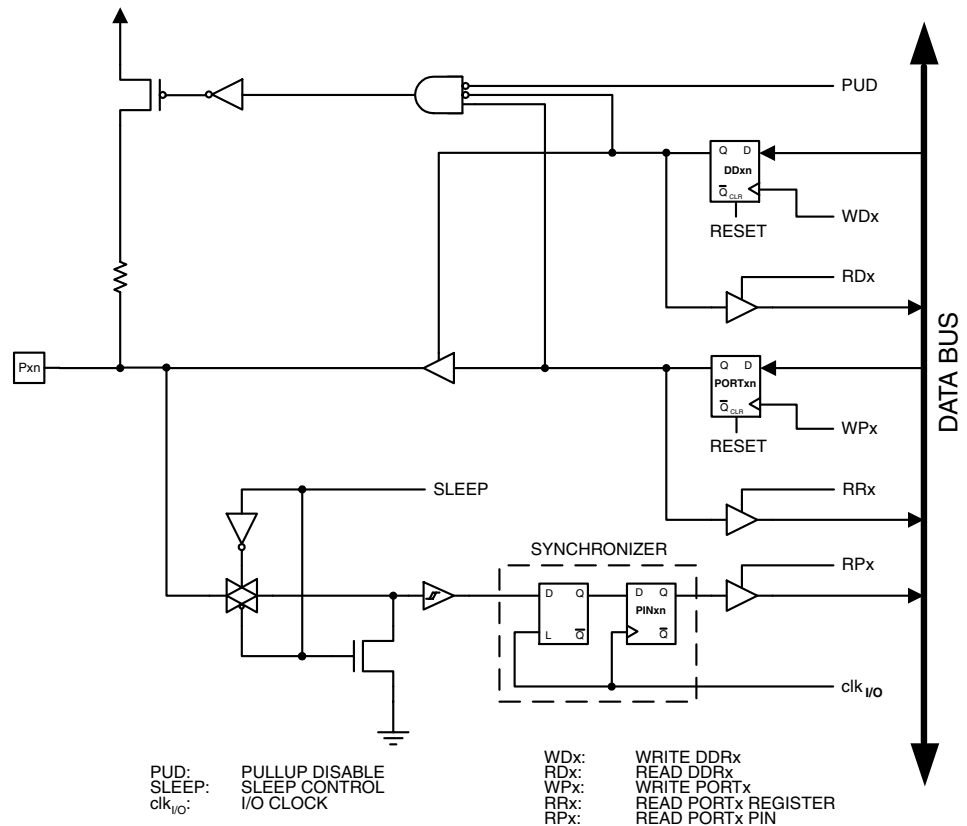 PUD
Q D
DDxn
Q CLR
WDx
RESET
RDx
DATA BUS
Pxn
Q D
PORTxn
Q CLR
WPx
RESET
RRx
SLEEP
SYNCHRONIZER
RPx
D Q
L Q
D Q
PINxn
Q
clk I/O
PUD: PULLUP DISABLE
SLEEP: SLEEP CONTROL
clk I/O: I/O CLOCK
WDx: WRITE DDRx
RDx: READ DDRx
WPx: WRITE PORTx
RRx: READ PORTx REGISTER
RPx: READ PORTx PIN